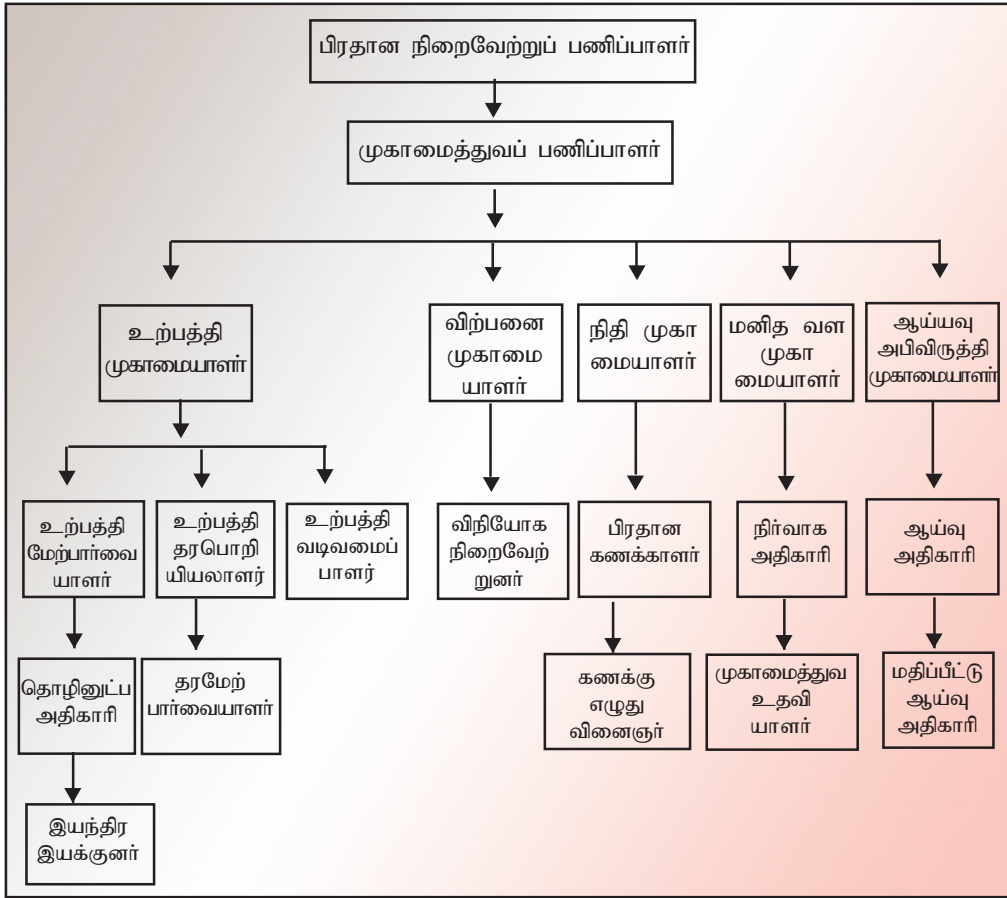 பிரதான நிறைவேற்றுப் பணிப்பாளர்
முகாமைத்துவப் பணிப்பாளர்
உற்பத்தி
முகாமையாளர்
விற்பனை
முகாமை
யாளர்
நிதி முகா
மையாளர்
மனித வள
முகா
மையாளர்
ஆய்யவு
அபிவிருத்தி
முகாமையாளர்
உற்பத்தி
மேற்பார்வை
யாளர்
உற்பத்தி
தரபொறி
யியலாளர்
உற்பத்தி
வடிவமைப்
பாளர்
விநியோக
நிறைவேற்
றுனர்
பிரதான
கணக்காளர்
நிர்வாக
அதிகாரி
ஆய்வு
அதிகாரி
தொழினுட்ப
அதிகாரி
தரமேற்
பார்வையாளர்
கணக்கு
எழுது
வினைஞர்
முகாமைத்துவ
உதவி
யாளர்
மதிப்பீட்டு
ஆய்வு
அதிகாரி
இயந்திர
இயக்குனர்